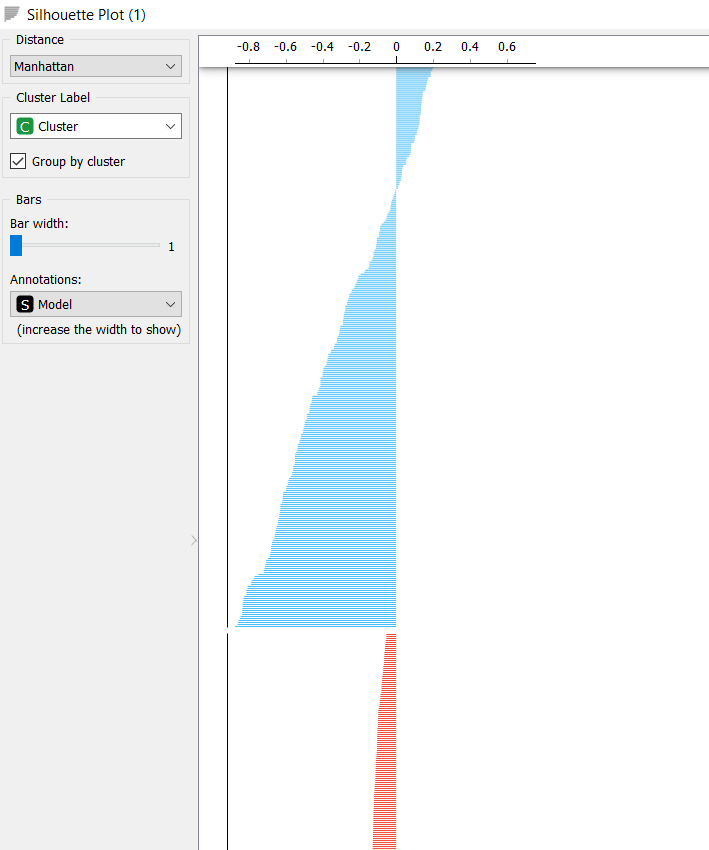 Silhouette Plot (1)
Distance
Manhattan
Cluster Label
C Cluster
Group by cluster
Bars
Bar width:
1
Annotations:
S Model
(increase the width to show)
-0.8 -0.6 -0.4 -0.2 0 0.2 0.4 0.6